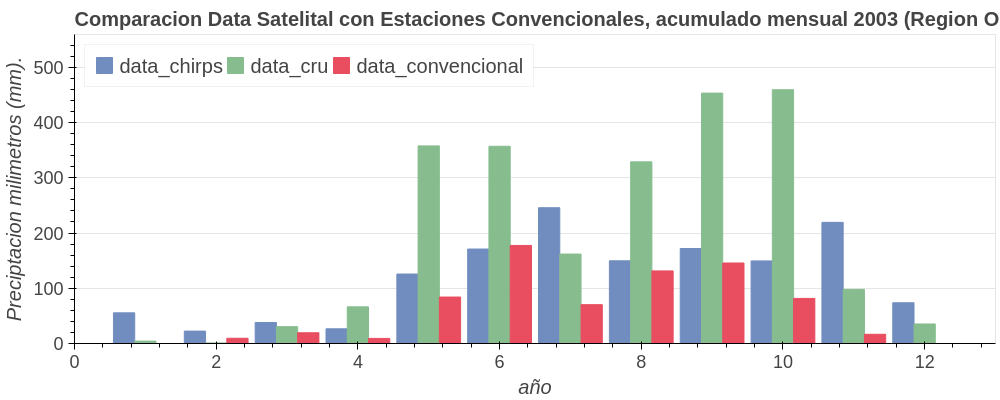 Comparacion Data Satelital con Estaciones Convencionales, acumulado mensual 2003 (Region O
data_chirps data_cru data_convencional
Preciptacion milimetros (mm).
500
400
300
200
100
0
0 2 4 6 8 10 12
año